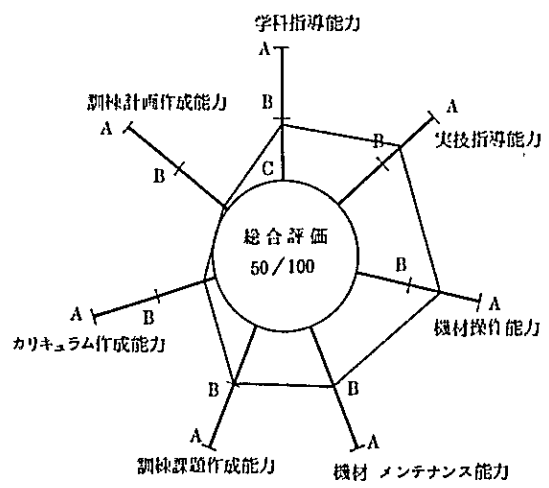 学科指導能力
A
B
C
訓棟計画作成能力
A
B
A
B
実技指導能力
総合評価
50/100
A
B
カリキュラム作成能力
B
A
機材操作能力
B
A
訓棟課題作成能力
B
A
機材 メンテナンス能力